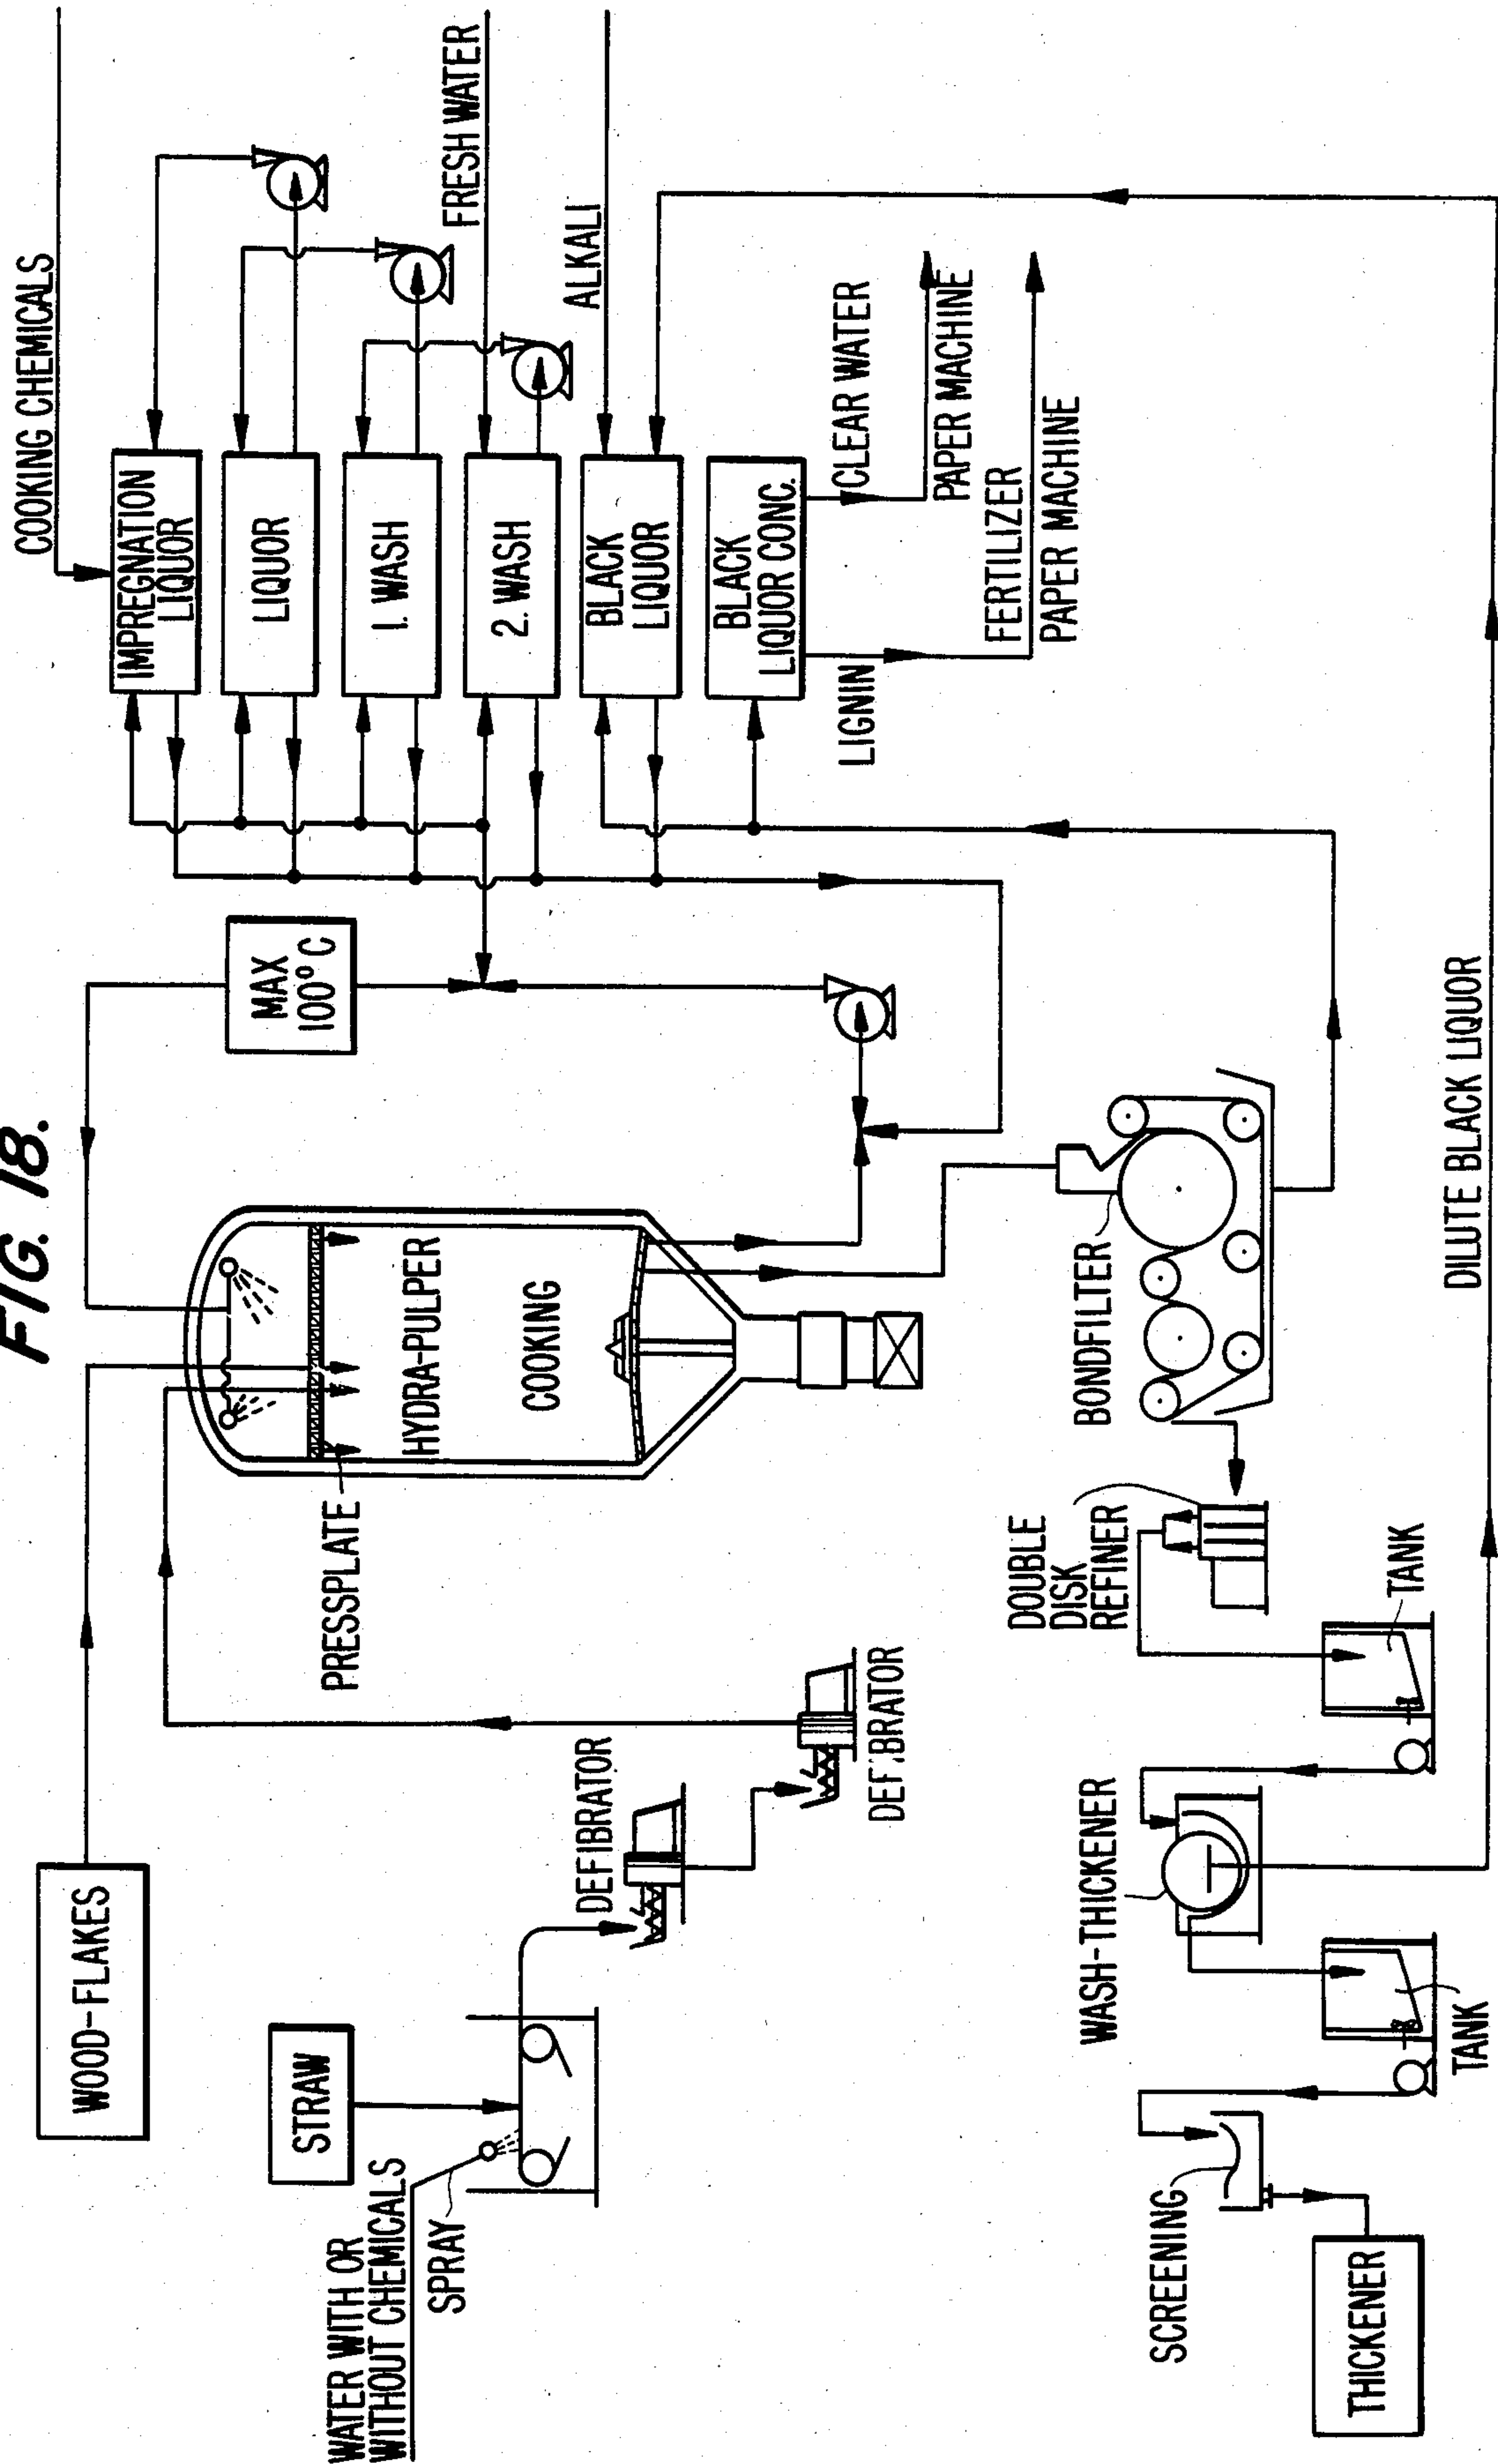 FIG. 18.
WOOD-FLAKES
STRAW
WATER WITH OR
WITHOUT CHEMICALS
SPRAY
DEFIBRATOR
DEFIBRATOR
PRESSPLATE
HYDRA-PULPER
COOKING
MAX
100° C
COOKING CHEMICALS
IMPREGNATION
LIQUOR
LIQUOR
1. WASH
2. WASH
FRESH WATER
BLACK
LIQUOR
ALKALI
BLACK
LIQUOR CONC.
LIGNIN
CLEAR WATER
PAPER MACHINE
FERTILIZER
PAPER MACHINE
BONDFILTER
DOUBLE
DISK
REFINER
TANK
WASH-THICKENER
TANK
SCREENING
THICKENER
DILUTE BLACK LIQUOR